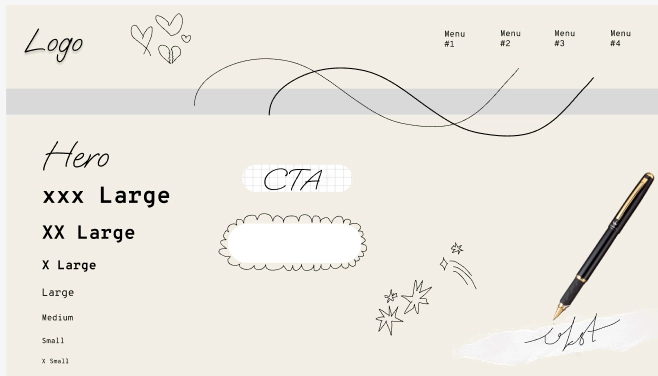 Logo
Menu #1
Menu #2
Menu #3
Menu #4
Hero
CTA
xxx Large
XX Large
X Large
Large
Medium
Small
X Small